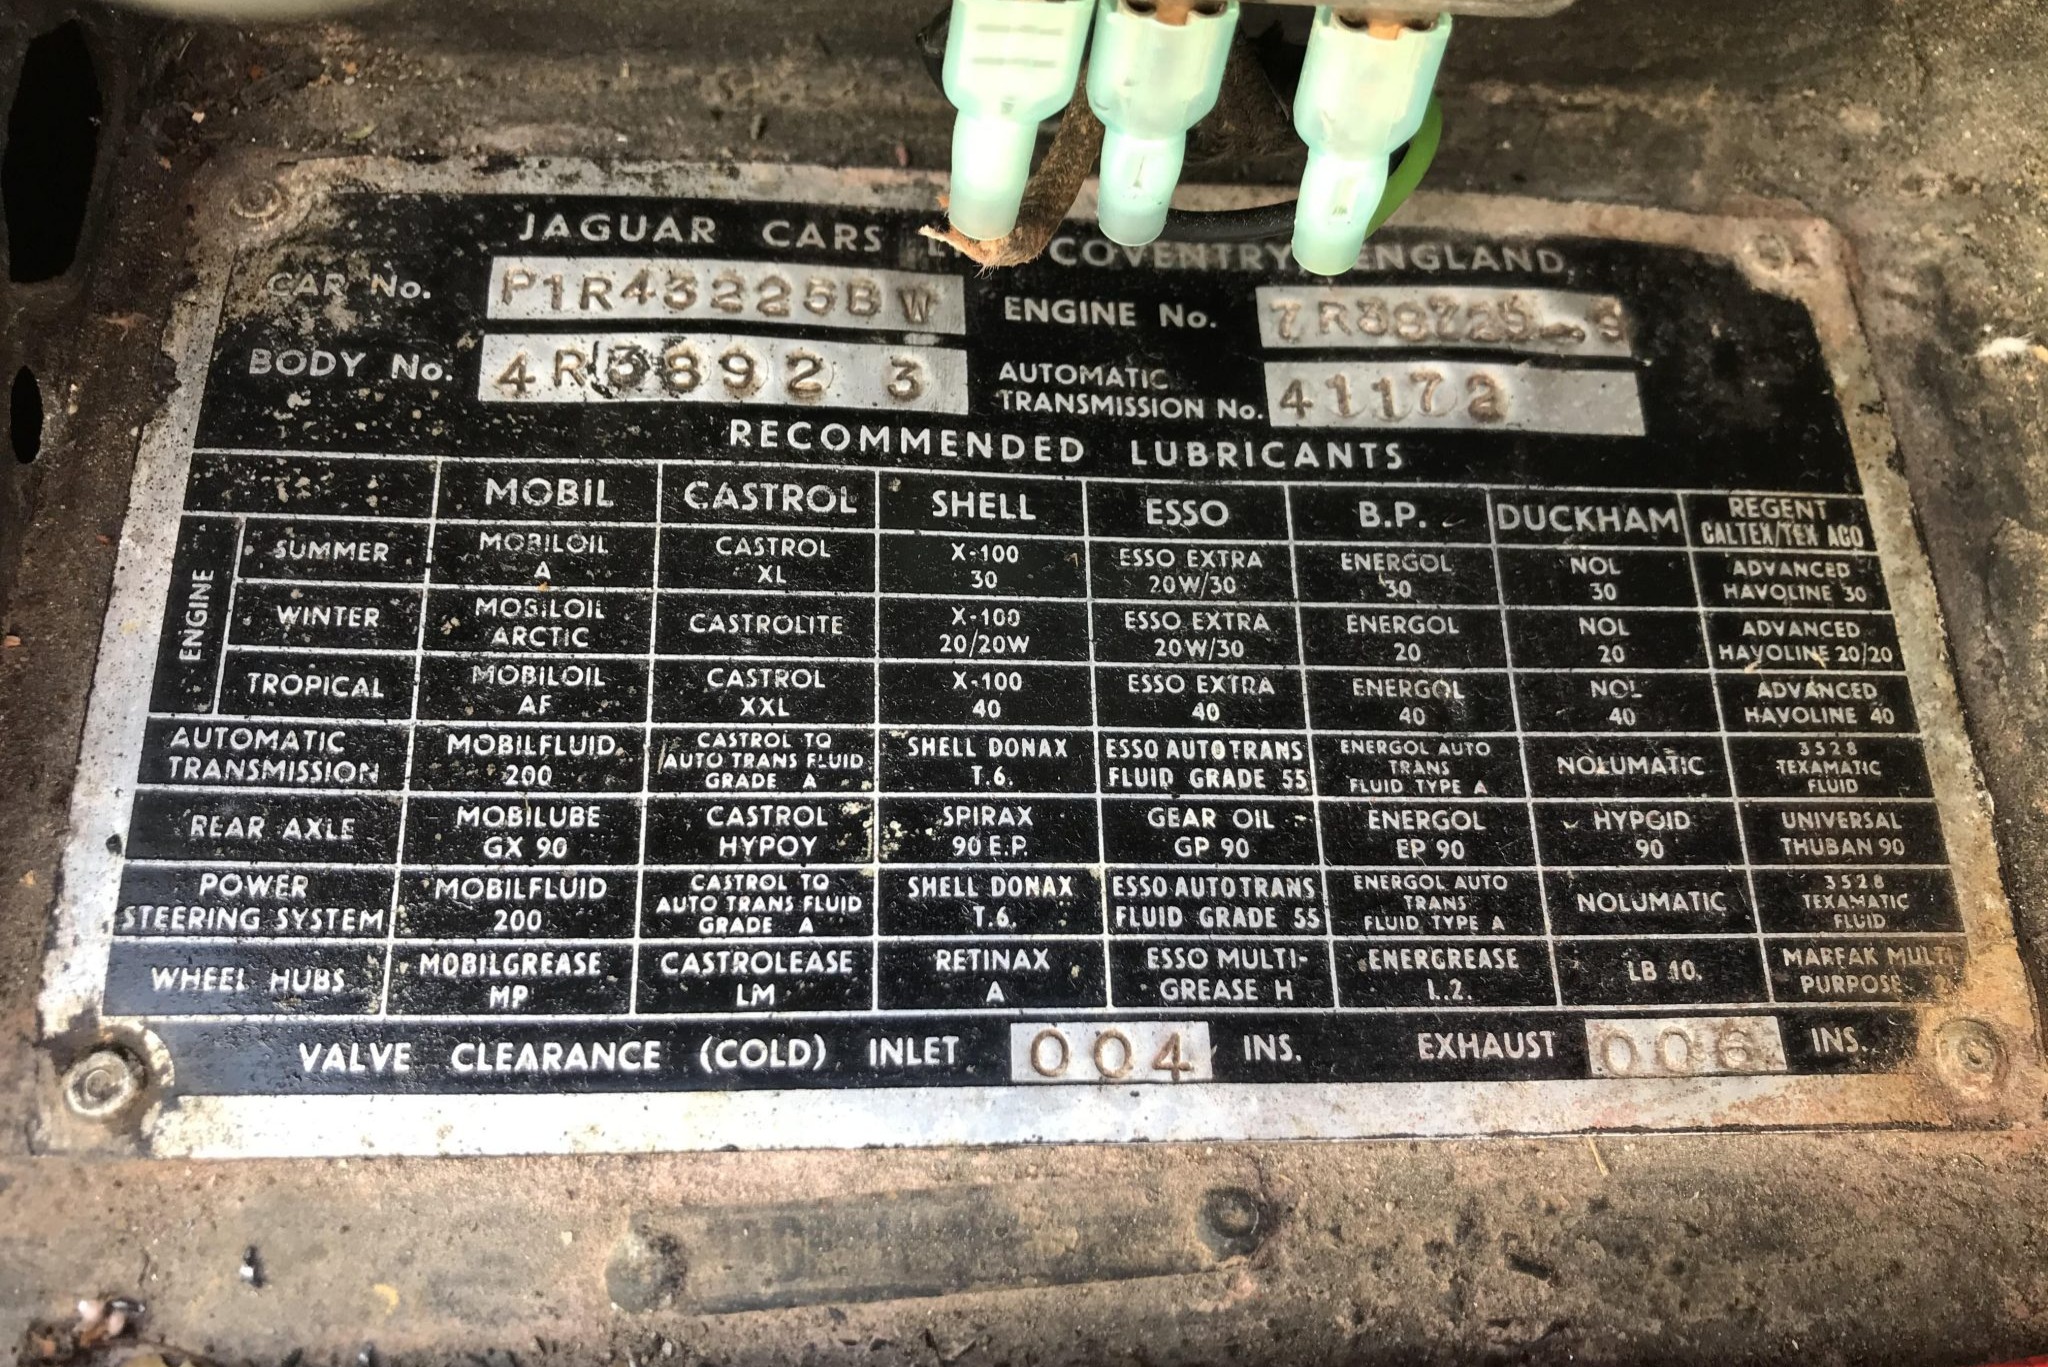 JAGUAR CARS COVENTRY, ENGLAND.
CAR No. P1R43225BW ENGINE No. 7R38725-S
BODY No. 4R38923 AUTOMATIC TRANSMISSION No. 41172
RECOMMENDED LUBRICANTS
MOBIL CASTROL SHELL ESSO B.P. DUCKHAM REGENT CALTEX/TEXACO
ENGINE
SUMMER MOBILOIL A CASTROL XL X-100 30 ESSO EXTRA 20W/30 ENERGOL 30 NOL 30 ADVANCED HAVOLINE 30
WINTER MOBILOIL ARCTIC CASTROLITE X-100 20/20W ESSO EXTRA 20W/30 ENERGOL 20 NOL 20 ADVANCED HAVOLINE 20/20
TROPICAL MOBILOIL AF CASTROL XXL X-100 40 ESSO EXTRA 40 ENERGOL 40 NOL 40 ADVANCED HAVOLINE 40
AUTOMATIC TRANSMISSION MOBILFLUID 200 CASTROL TQ AUTO TRANS FLUID GRADE A SHELL DONAX T.6. ESSO AUTOTRANS FLUID GRADE 55 ENERGOL AUTO TRANS FLUID TYPE A NOLUMATIC 3528 TEXAMATIC FLUID
REAR AXLE MOBILUBE GX 90 CASTROL HYPOY SPIRAX 90 E.P. GEAR OIL GP 90 ENERGOL EP 90 HYPOID 90 UNIVERSAL THUBAN 90
POWER STEERING SYSTEM MOBILFLUID 200 CASTROL TQ AUTO TRANS FLUID GRADE A SHELL DONAX T.6. ESSO AUTOTRANS FLUID GRADE 55 ENERGOL AUTO TRANS FLUID TYPE A NOLUMATIC 3528 TEXAMATIC FLUID
WHEEL HUBS MOBILGREASE MP CASTROLEASE LM RETINAX A ESSO MULTI-GREASE H ENERGREASE L.2. LB 10. MARFAK MULTI PURPOSE 2
VALVE CLEARANCE (COLD) INLET 004 INS. EXHAUST 006 INS.